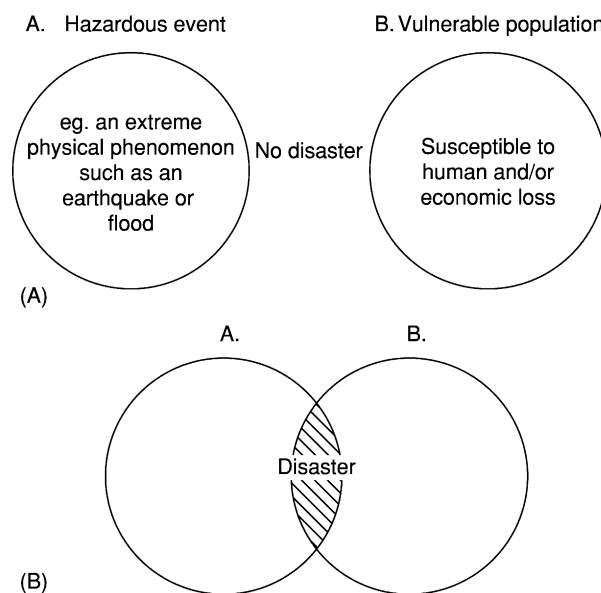 A. Hazardous event
B. Vulnerable population
eg. an extreme
physical phenomenon
such as an
earthquake or
flood
No disaster
Susceptible to
human and/or
economic loss
(A)
A.
B.
Disaster
(B)